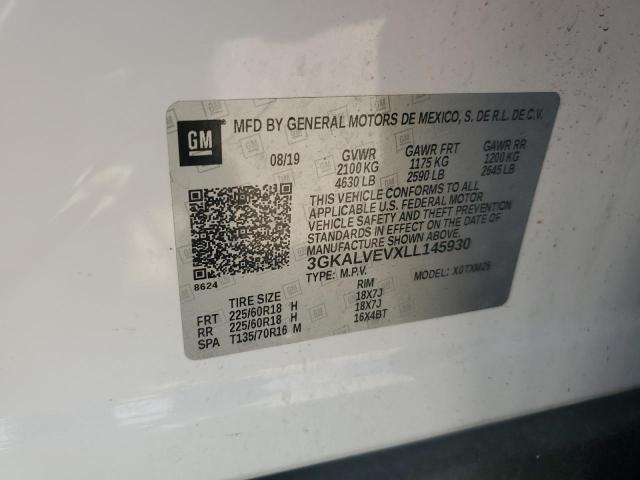 GM MFD BY GENERAL MOTORS DE MEXICO, S. DE R.L. DE C.V.
08/19 GVWR GAWR FRT GAWR RR
2100 KG 1175 KG 1200 KG
4630 LB 2590 LB 2645 LB
THIS VEHICLE CONFORMS TO ALL
APPLICABLE U.S. FEDERAL MOTOR
VEHICLE SAFETY AND THEFT PREVENTION
STANDARDS IN EFFECT ON THE DATE OF
MANUFACTURE SHOWN ABOVE.
3GKALVEVXLL145930
8624
TYPE: M.P.V. MODEL: X0TXM26
TIRE SIZE RIM
FRT 225/60R18 H 18X7J
RR 225/60R18 H 18X7J
SPA T135/70R16 M 16X4BT